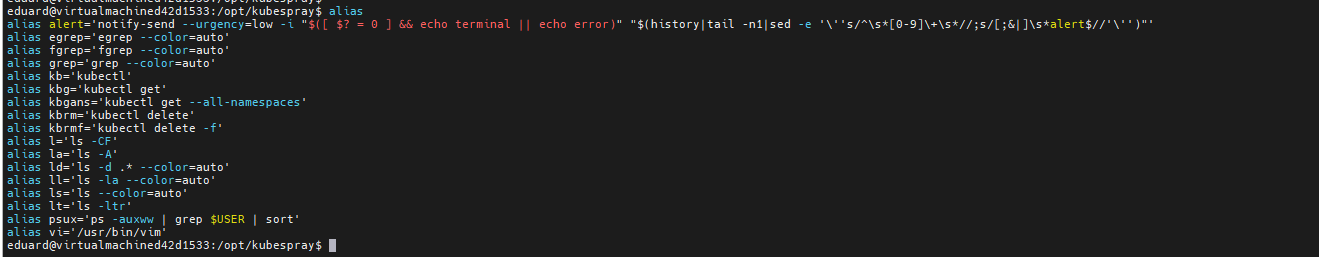 eduard@virtualmachined42d1533:/opt/kubespray$ alias
alias alert='notify-send --urgency=low -i "$([ $? = 0 ] && echo terminal || echo error)" "$(history|tail -n1|sed -e '\''s/^\s*[0-9]\+\s*//;s/[;&|]\s*alert$//'\'')"'
alias egrep='egrep --color=auto'
alias fgrep='fgrep --color=auto'
alias grep='grep --color=auto'
alias kb='kubectl'
alias kbg='kubectl get'
alias kbgans='kubectl get --all-namespaces'
alias kbrm='kubectl delete'
alias kbrmf='kubectl delete -f'
alias l='ls -CF'
alias la='ls -A'
alias ld='ls -d .* --color=auto'
alias ll='ls -la --color=auto'
alias ls='ls --color=auto'
alias lt='ls -ltr'
alias psux='ps -auxww | grep $USER | sort'
alias vi='/usr/bin/vim'
eduard@virtualmachined42d1533:/opt/kubespray$